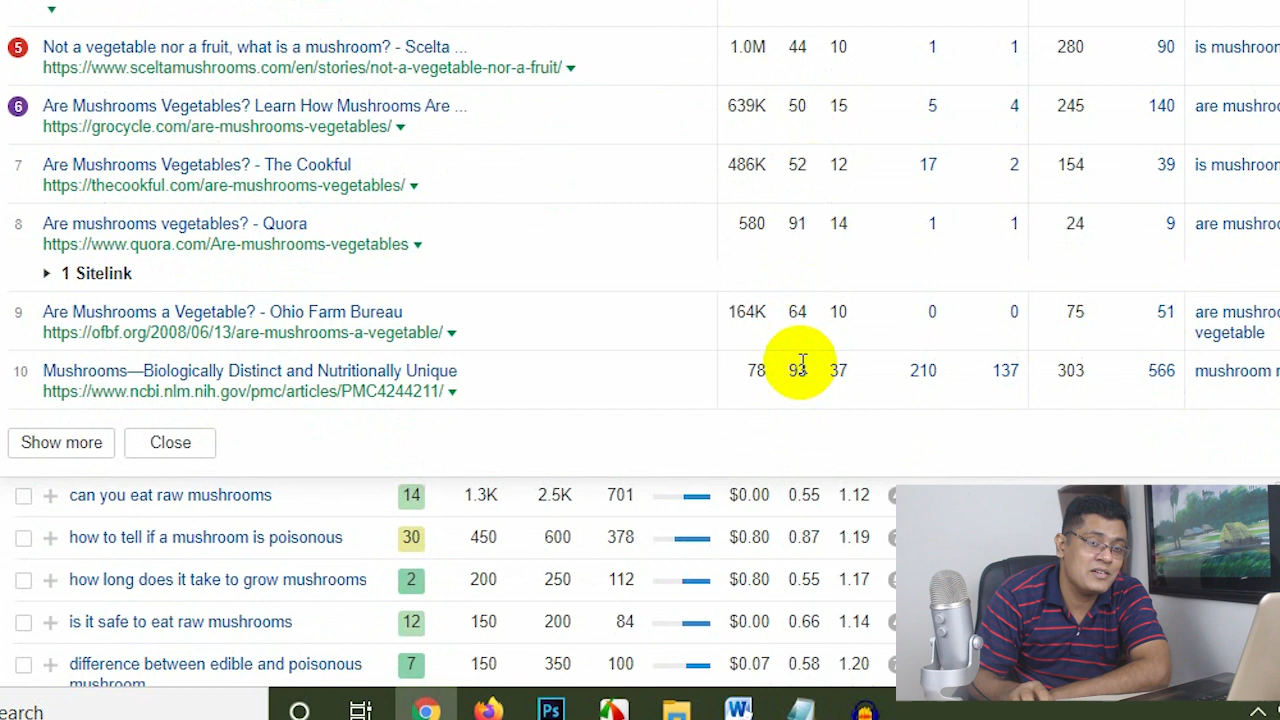 5 Not a vegetable nor a fruit, what is a mushroom? - Scelta ... 1.0M 44 10 1 1 280 90 is mushroom
https://www.sceltamushrooms.com/en/stories/not-a-vegetable-nor-a-fruit/
6 Are Mushrooms Vegetables? Learn How Mushrooms Are ... 639K 50 15 5 4 245 140 are mushro
https://grocycle.com/are-mushrooms-vegetables/
7 Are Mushrooms Vegetables? - The Cookful 486K 52 12 17 2 154 39 is mushroom
https://thecookful.com/are-mushrooms-vegetables/
8 Are mushrooms vegetables? - Quora 580 91 14 1 1 24 9 are mushro
https://www.quora.com/Are-mushrooms-vegetables
1 Sitelink
9 Are Mushrooms a Vegetable? - Ohio Farm Bureau 164K 64 10 0 0 75 51 are mushro
https://ofbf.org/2008/06/13/are-mushrooms-a-vegetable/ vegetable
10 Mushrooms—Biologically Distinct and Nutritionally Unique 78 93 37 210 137 303 566 mushroom
https://www.ncbi.nlm.nih.gov/pmc/articles/PMC4244211/
Show more Close
can you eat raw mushrooms 14 1.3K 2.5K 701 $0.00 0.55 1.12
how to tell if a mushroom is poisonous 30 450 600 378 $0.80 0.87 1.19
how long does it take to grow mushrooms 2 200 250 112 $0.80 0.55 1.17
is it safe to eat raw mushrooms 12 150 200 84 $0.00 0.66 1.14
difference between edible and poisonous 7 150 350 100 $0.07 0.58 1.20
mushroom
earch Ps W